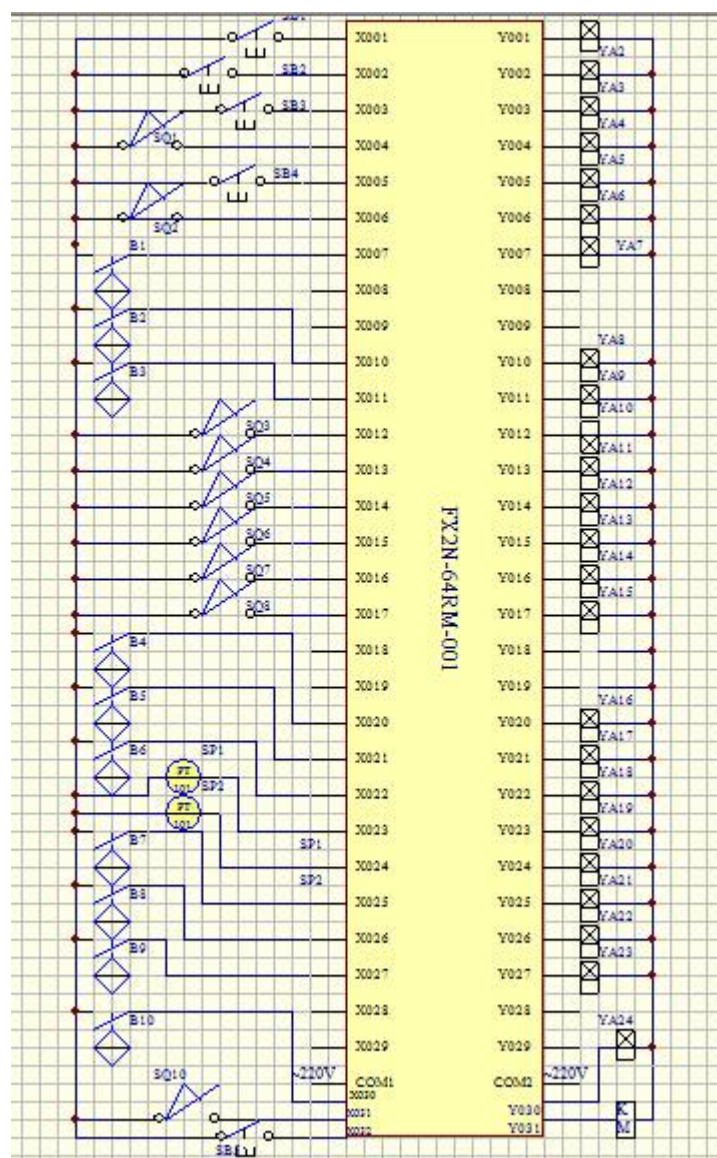 X001 Y001
YA2
SB2 X002 Y002
YA3
SB3 X003 Y003
YA4
SQ1 X004 Y004
YA5
SB4 X005 Y005
YA6
SQ2 X006 Y006
B1 X007 Y007 YA7
X008 Y008
B2 X009 Y009
YA8
B3 X010 Y010
YA9
X011 Y011
YA10
SQ3 X012 Y012
YA11
SQ4 X013 Y013
YA12
SQ5 X014 Y014
YA13
SQ6 X015 Y015
YA14
SQ7 X016 Y016
YA15
SQ8 X017 Y017
FX2N-64RM-001
B4 X018 Y018
B5 X019 Y019
YA16
X020 Y020
YA17
B6 SP1 X021 Y021
PT YA18
101 SP2 X022 Y022
PT YA19
101 X023 Y023
B7 SP1 YA20
X024 Y024
SP2 YA21
B8 X025 Y025
YA22
X026 Y026
B9 YA23
X027 Y027
X028 Y028
B10 YA24
X029 Y029
SQ10 ~220V COM1 COM2 ~220V
X030
X031 Y030 K
X032 Y031 M